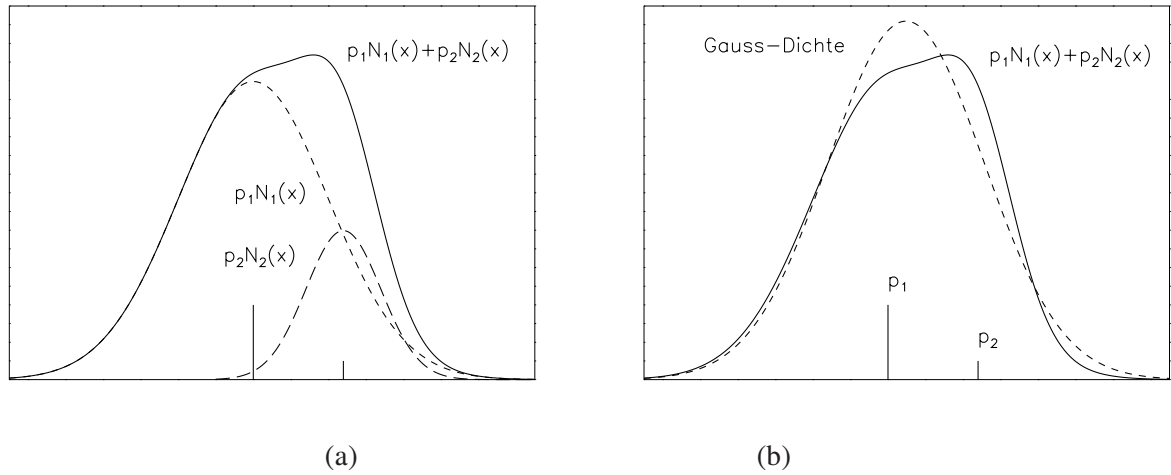 p₁N₁(x)+p₂N₂(x)
p₁N₁(x)
p₂N₂(x)
(a)
Gauss–Dichte
p₁N₁(x)+p₂N₂(x)
p₁
p₂
(b)